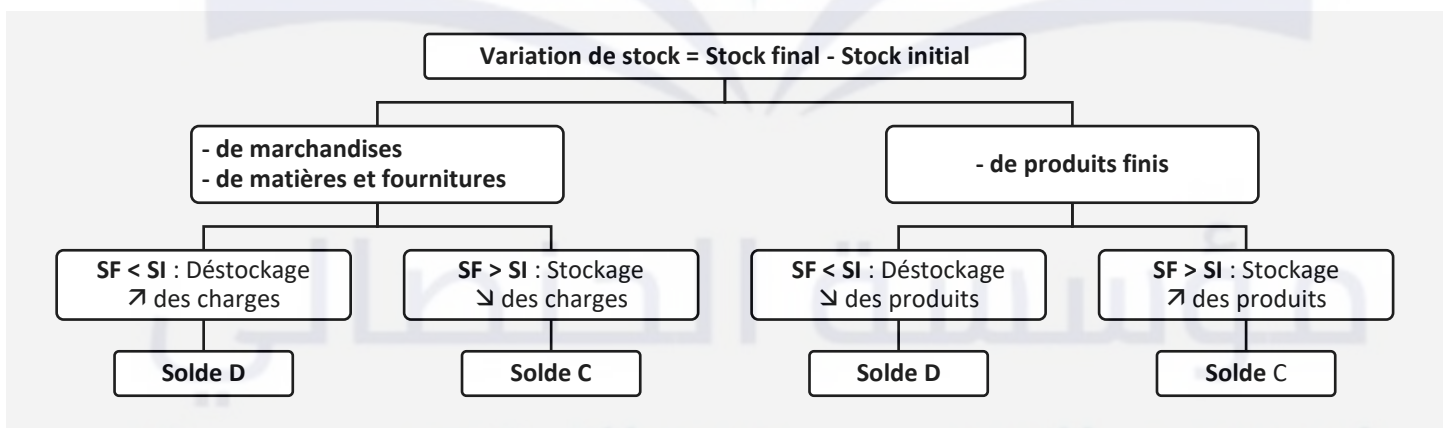 Variation de stock = Stock final - Stock initial
- de marchandises
- de matières et fournitures
- de produits finis
SF < SI : Déstockage
↗ des charges
SF > SI : Stockage
↘ des charges
SF < SI : Déstockage
↘ des produits
SF > SI : Stockage
↗ des produits
Solde D
Solde C
Solde D
Solde C
مؤسسة الحنصالي